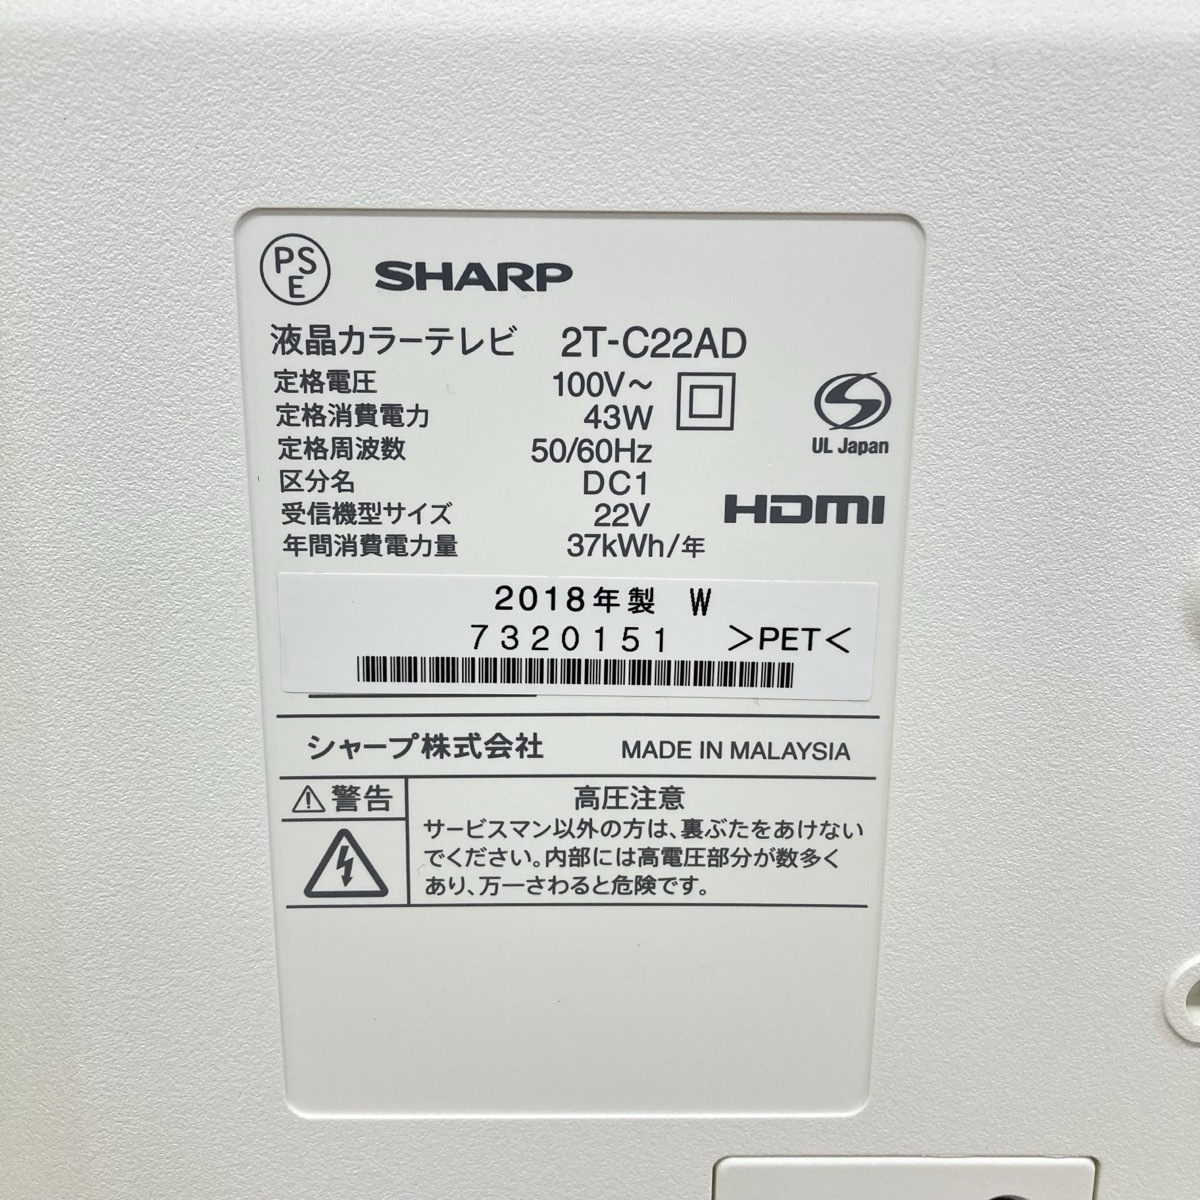 PS
E
SHARP
液晶カラーテレビ 2T-C22AD
定格電圧 100V～
定格消費電力 43W
定格周波数 50/60Hz
区分名 DC1
受信機型サイズ 22V
年間消費電力量 37kWh/年
UL Japan
HDMI
2018年製 W
7320151 >PET<
シャープ株式会社 MADE IN MALAYSIA
警告
高圧注意
サービスマン以外の方は、裏ぶたをあけない
でください。内部には高電圧部分が数多く
あり、万一さわると危険です。